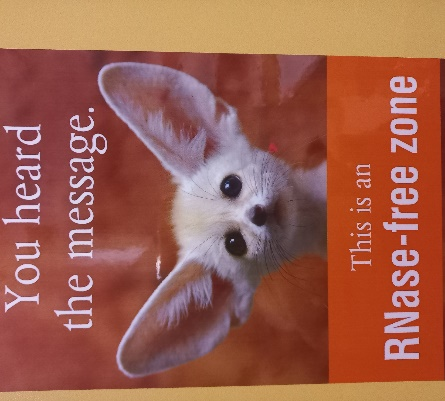 You heard
the message.
This is an
RNase-free zone